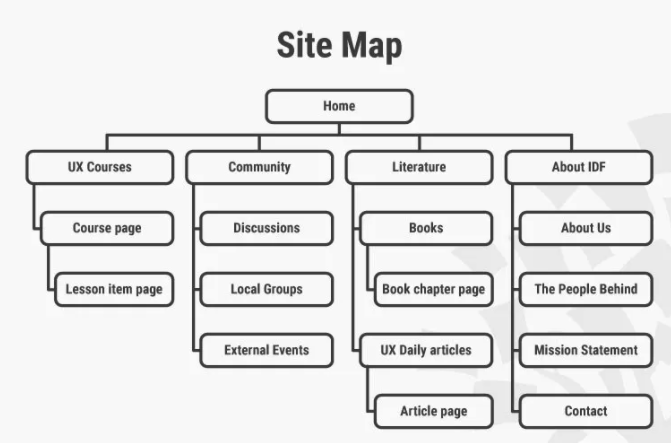 Site Map
Home
UX Courses
Community
Literature
About IDF
Course page
Discussions
Books
About Us
Lesson item page
Local Groups
Book chapter page
The People Behind
External Events
UX Daily articles
Mission Statement
Article page
Contact